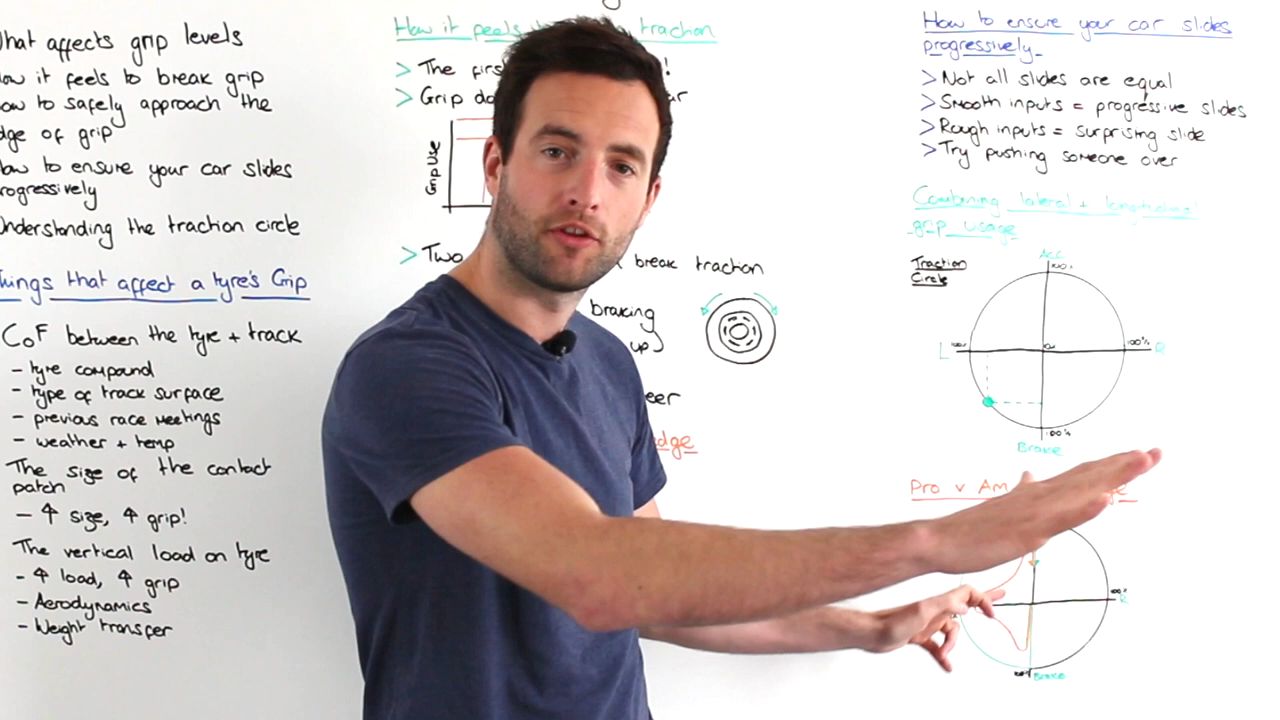 What affects grip levels
How it feels to break grip
How to safely approach the
edge of grip
How to ensure your car slides
progressively
Understanding the traction circle
Things that affect a tyre's Grip
CoF between the tyre + track
- tyre compound
- type of track surface
- previous race meetings
- weather + temp
The size of the contact
patch
- ↑ size, ↑ grip!
The vertical load on tyre
- ↑ load, ↑ grip
- Aerodynamics
- Weight transfer
How it feels traction
> The firs !
> Grip
Grip Use
> Two break traction
braking
up)
How to ensure your car slides
progressively
> Not all slides are equal
> Smooth inputs = progressive slides
> Rough inputs = surprising slide
> Try pushing someone over
Combining lateral + longitudinal
grip usage
Traction
Circle
Acc
100%
L 100% 0% 100% R
100%
Brake
Pro v Am
100% R
100% Brake